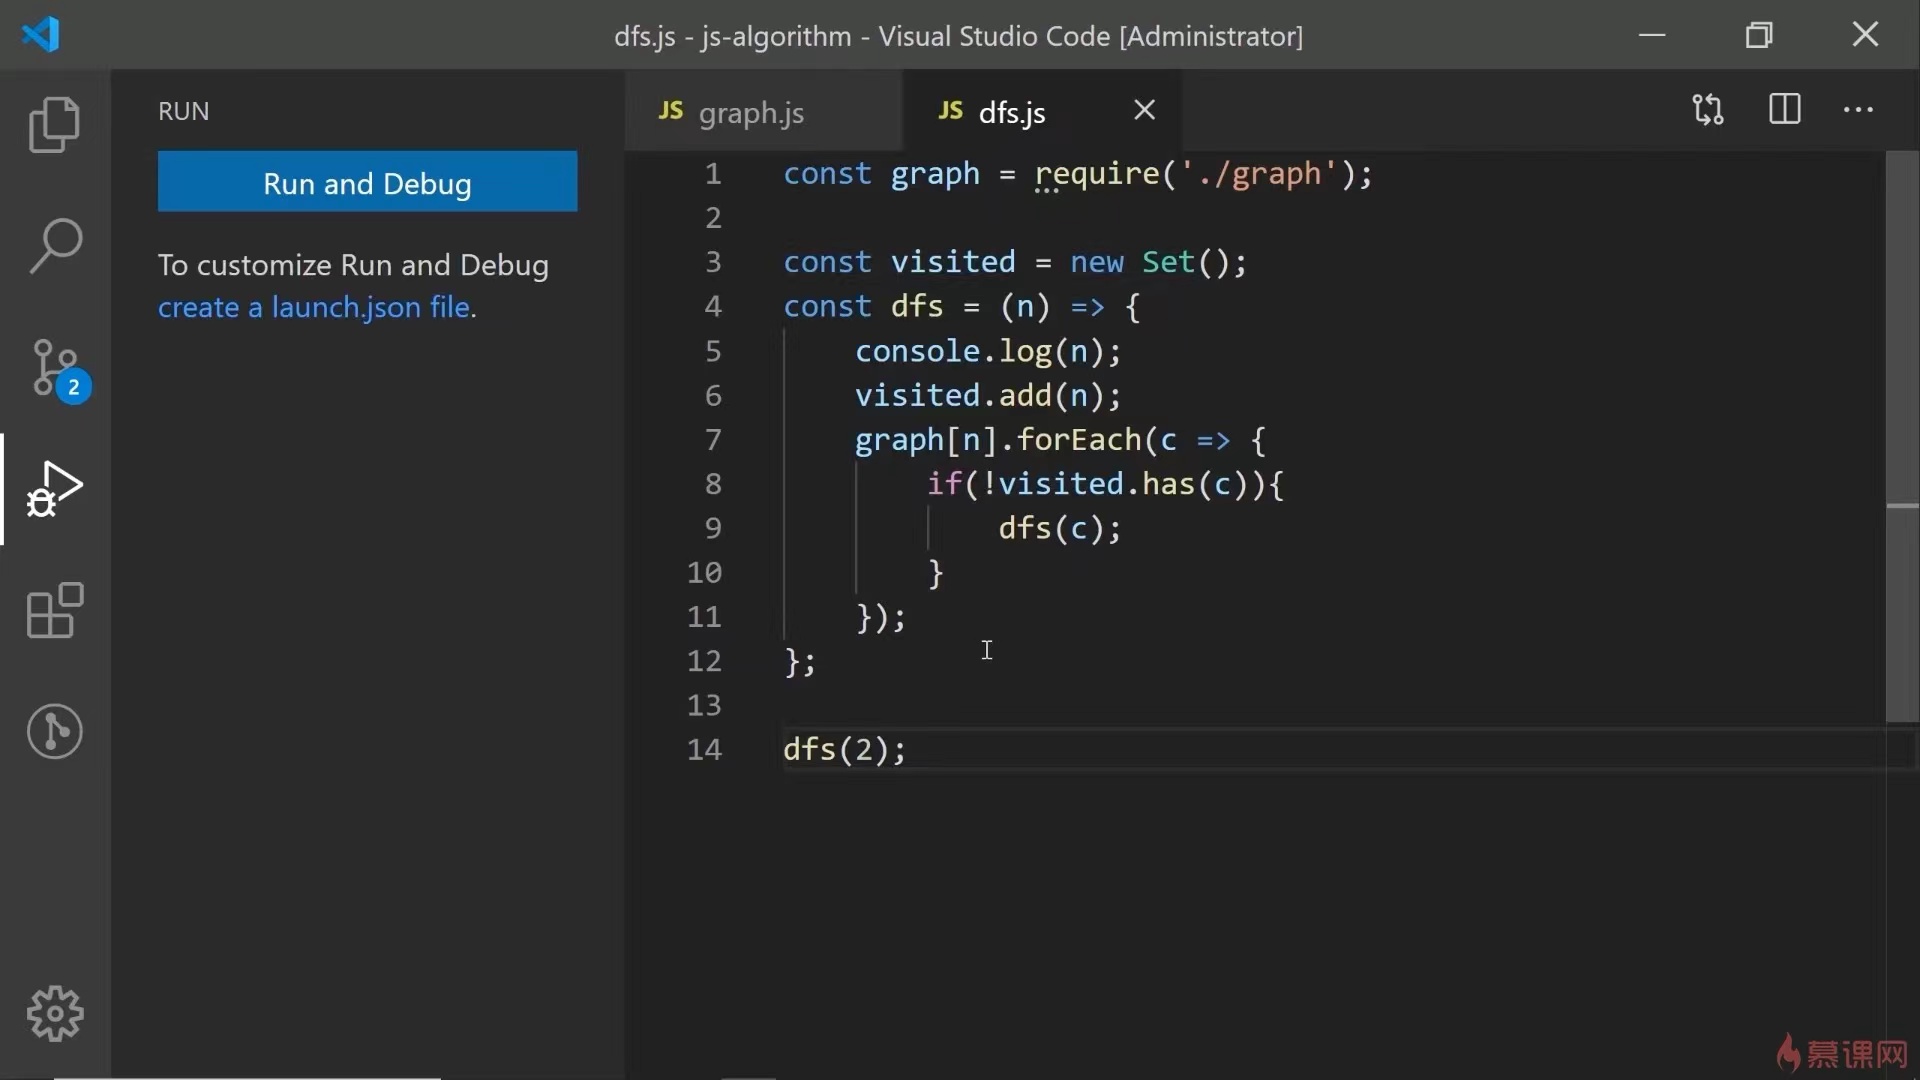 dfs.js - js-algorithm - Visual Studio Code [Administrator]
RUN
Run and Debug
To customize Run and Debug
create a launch.json file.
2
JS graph.js
JS dfs.js
1 const graph = require('./graph');
2
3 const visited = new Set();
4 const dfs = (n) => {
5     console.log(n);
6     visited.add(n);
7     graph[n].forEach(c => {
8         if(!visited.has(c)){
9             dfs(c);
10         }
11     });
12 };
13
14 dfs(2);
慕课网